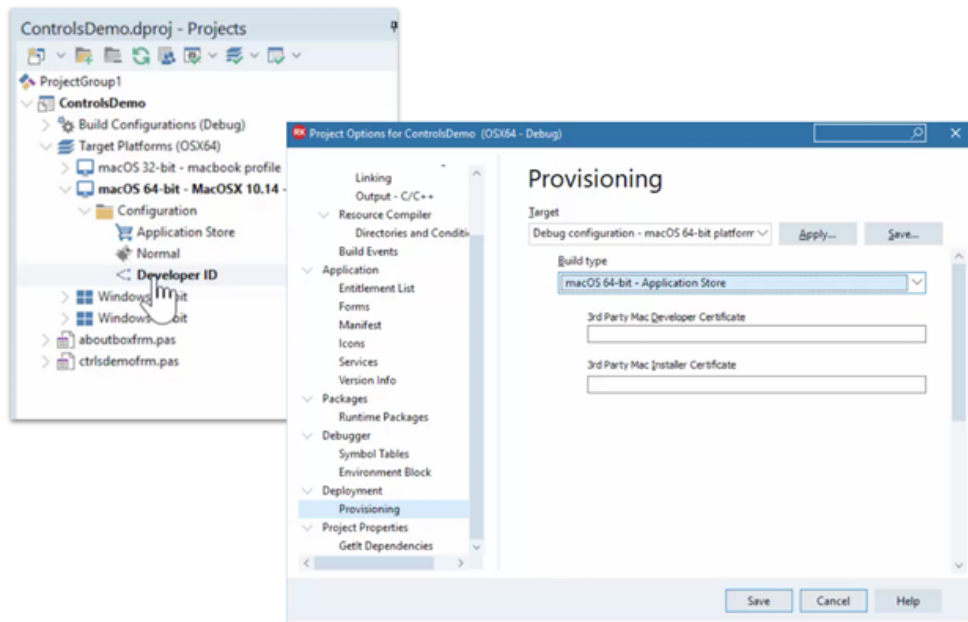 ControlsDemo.dproj - Projects
ProjectGroup1
ControlsDemo
Build Configurations (Debug)
Target Platforms (OSX64)
macOS 32-bit - macbook profile
macOS 64-bit - MacOSX 10.14 -
Configuration
Application Store
Normal
Developer ID
Windows bit
Windows bit
aboutboxfrm.pas
ctrlsdemofrm.pas
RX Project Options for ControlsDemo (OSX64 - Debug)
Linking
Output - C/C++
Resource Compiler
Directories and Conditi
Build Events
Application
Entitlement List
Forms
Manifest
Icons
Services
Version Info
Packages
Runtime Packages
Debugger
Symbol Tables
Environment Block
Deployment
Provisioning
Project Properties
GetIt Dependencies
Provisioning
Target
Debug configuration - macOS 64-bit platform
Apply...
Save...
Build type
macOS 64-bit - Application Store
3rd Party Mac Developer Certificate
3rd Party Mac Installer Certificate
Save
Cancel
Help